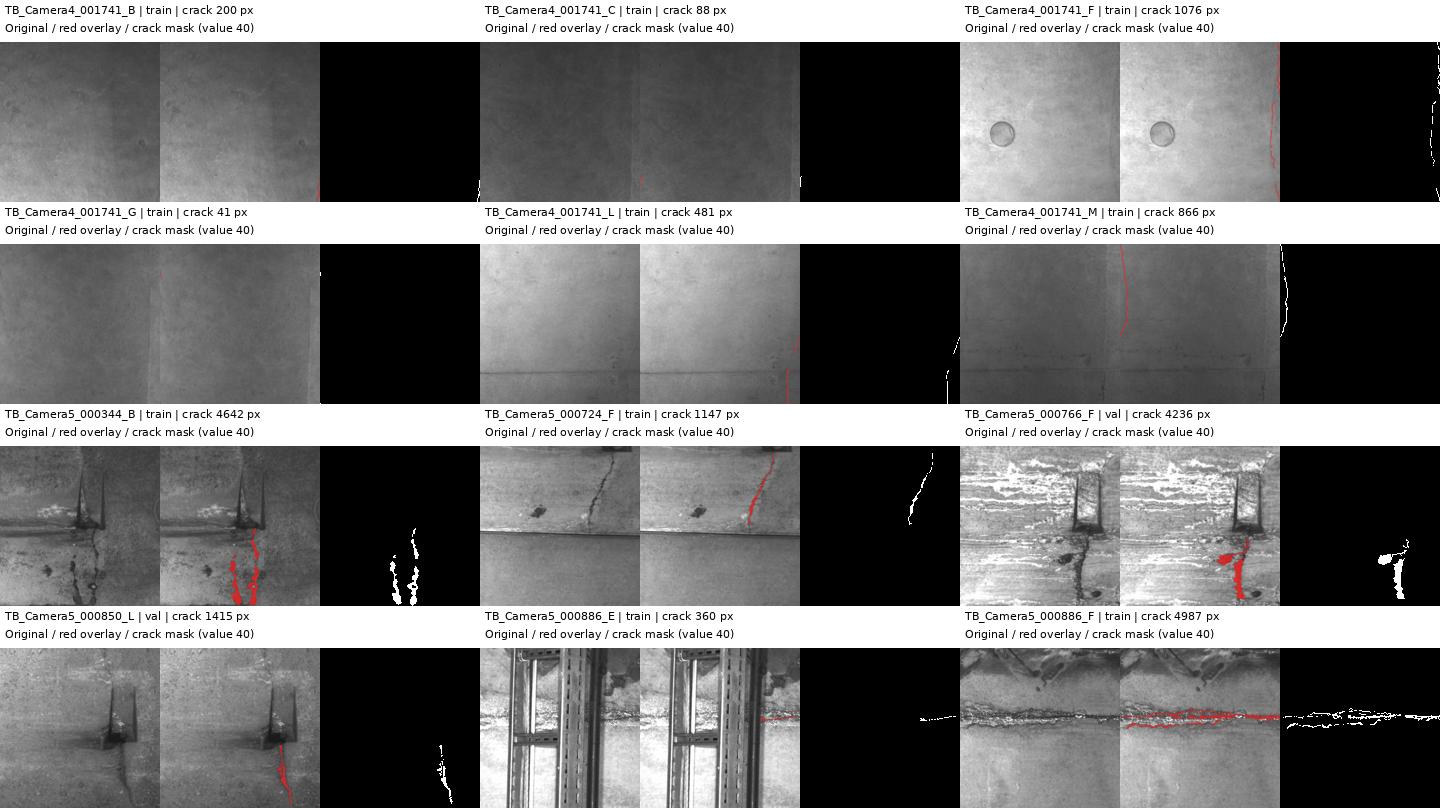 TB_Camera4_001741_B | train | crack 200 px
Original / red overlay / crack mask (value 40)
TB_Camera4_001741_C | train | crack 88 px
Original / red overlay / crack mask (value 40)
TB_Camera4_001741_F | train | crack 1076 px
Original / red overlay / crack mask (value 40)
TB_Camera4_001741_G | train | crack 41 px
Original / red overlay / crack mask (value 40)
TB_Camera4_001741_L | train | crack 481 px
Original / red overlay / crack mask (value 40)
TB_Camera4_001741_M | train | crack 866 px
Original / red overlay / crack mask (value 40)
TB_Camera5_000344_B | train | crack 4642 px
Original / red overlay / crack mask (value 40)
TB_Camera5_000724_F | train | crack 1147 px
Original / red overlay / crack mask (value 40)
TB_Camera5_000766_F | val | crack 4236 px
Original / red overlay / crack mask (value 40)
TB_Camera5_000850_L | val | crack 1415 px
Original / red overlay / crack mask (value 40)
TB_Camera5_000886_E | train | crack 360 px
Original / red overlay / crack mask (value 40)
TB_Camera5_000886_F | train | crack 4987 px
Original / red overlay / crack mask (value 40)